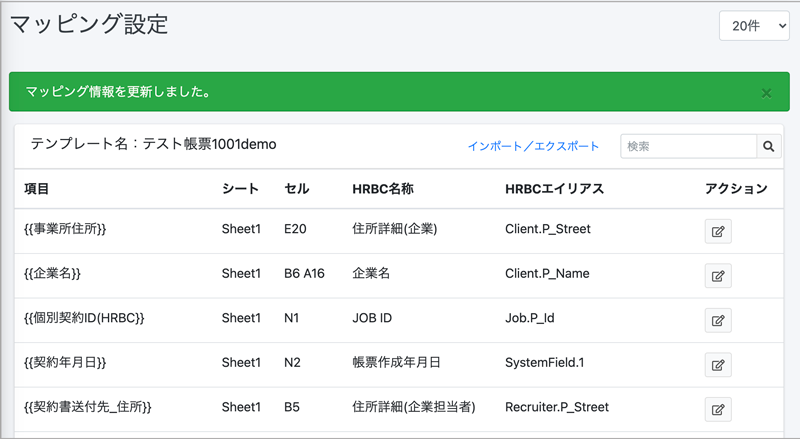 マッピング設定
20件
マッピング情報を更新しました。
×
テンプレート名：テスト帳票1001demo
インポート／エクスポート
検索
項目 シート セル HRBC名称 HRBCエイリアス アクション
{{事業所住所}} Sheet1 E20 住所詳細(企業) Client.P_Street
{{企業名}} Sheet1 B6 A16 企業名 Client.P_Name
{{個別契約ID(HRBC}} Sheet1 N1 JOB ID Job.P_Id
{{契約年月日}} Sheet1 N2 帳票作成年月日 SystemField.1
{{契約書送付先_住所}} Sheet1 B5 住所詳細(企業担当者) Recruiter.P_Street